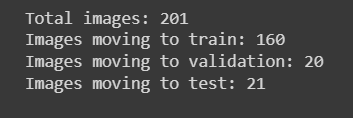 Total images: 201
Images moving to train: 160
Images moving to validation: 20
Images moving to test: 21